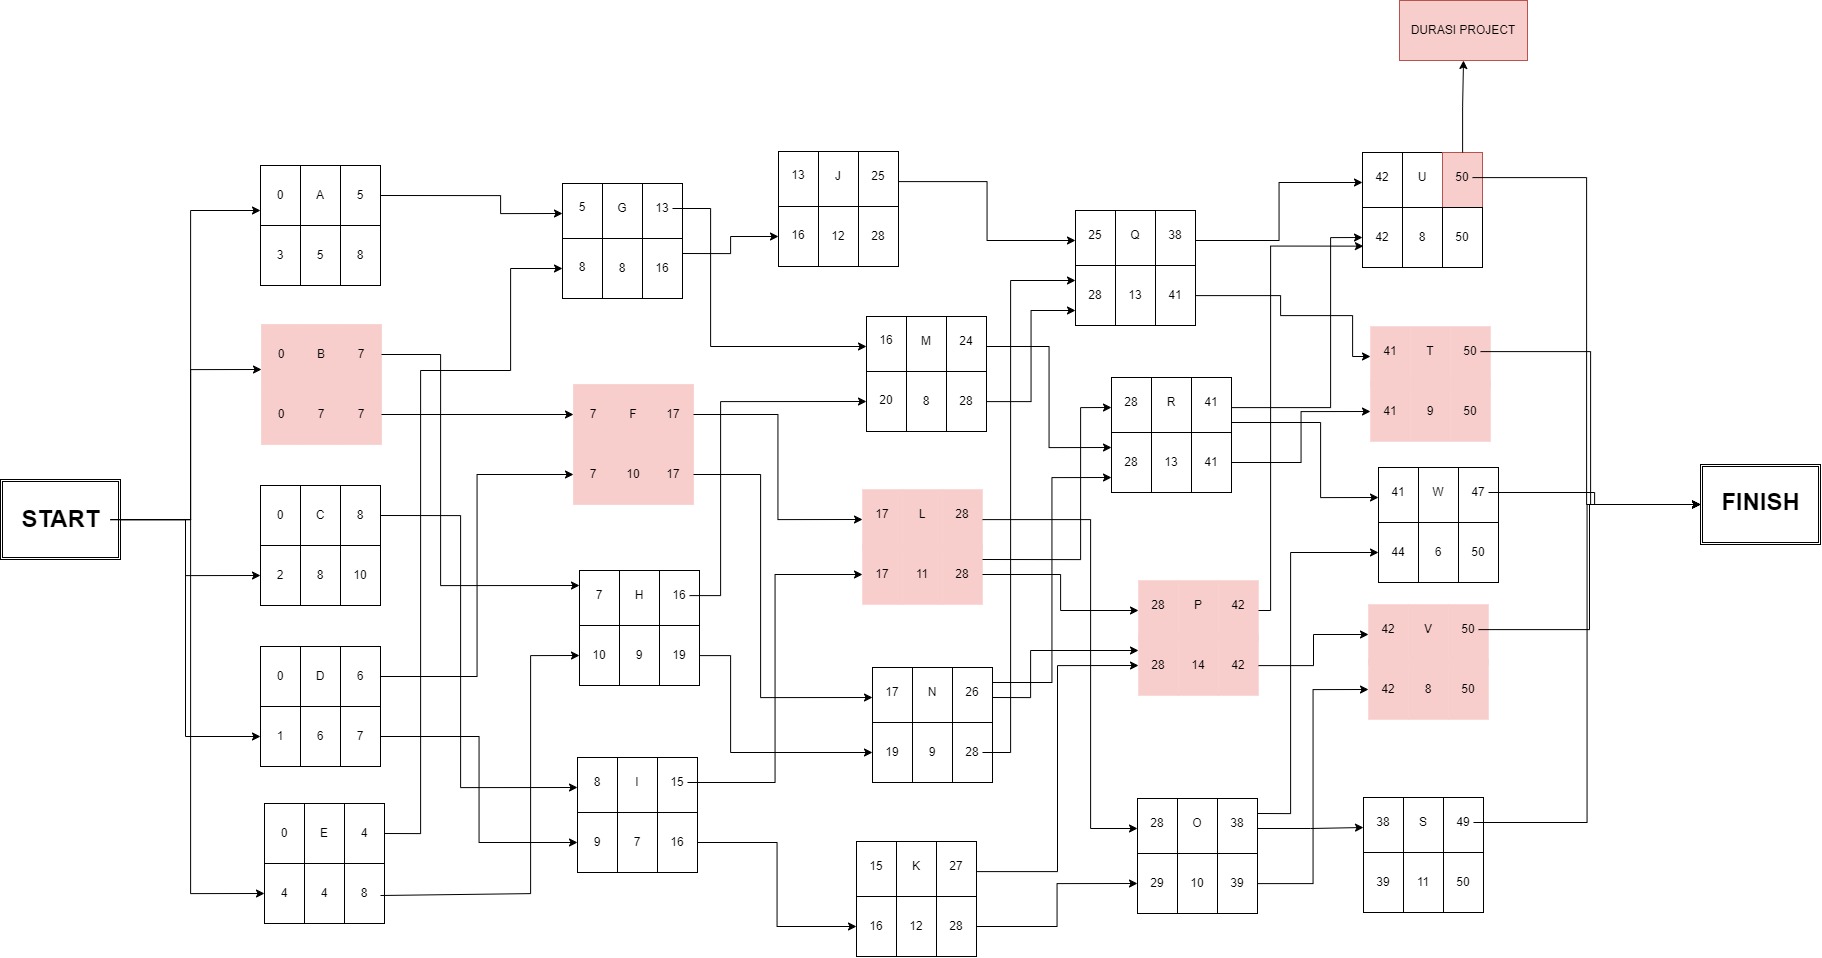 DURASI PROJECT
START
0 A 5
3 5 8
0 B 7
0 7 7
0 C 8
2 8 10
0 D 6
1 6 7
0 E 4
4 4 8
5 G 13
8 8 16
7 F 17
7 10 17
7 H 16
10 9 19
8 I 15
9 7 16
13 J 25
16 12 28
16 M 24
20 8 28
17 L 28
17 11 28
17 N 26
19 9 28
15 K 27
16 12 28
25 Q 38
28 13 41
28 R 41
28 13 41
28 P 42
28 14 42
28 O 38
29 10 39
42 U 50
42 8 50
41 T 50
41 9 50
41 W 47
44 6 50
42 V 50
42 8 50
38 S 49
39 11 50
FINISH